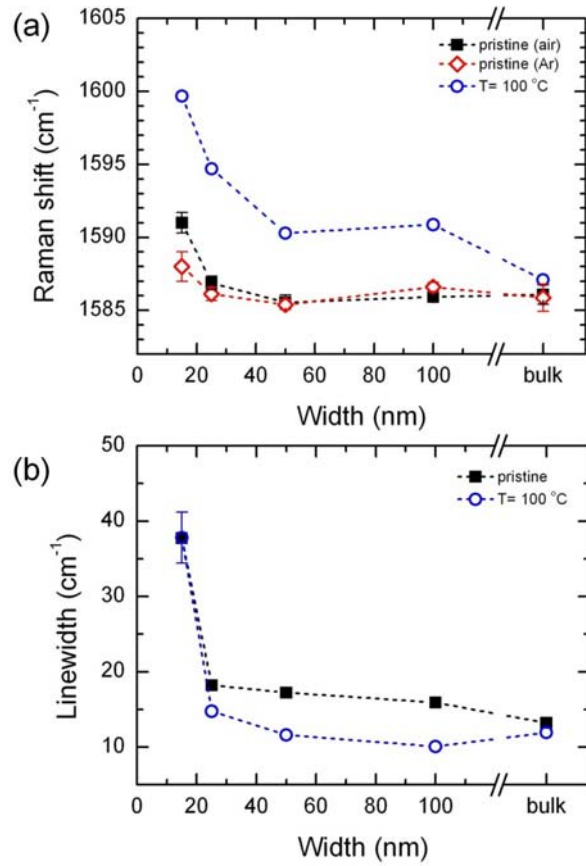 (a)
1605
1600
1595
1590
1585
Raman shift (cm⁻¹)
pristine (air)
pristine (Ar)
T= 100 °C
0 20 40 60 80 100 bulk
Width (nm)
(b)
50
40
30
20
10
Linewidth (cm⁻¹)
pristine
T= 100 °C
0 20 40 60 80 100 bulk
Width (nm)